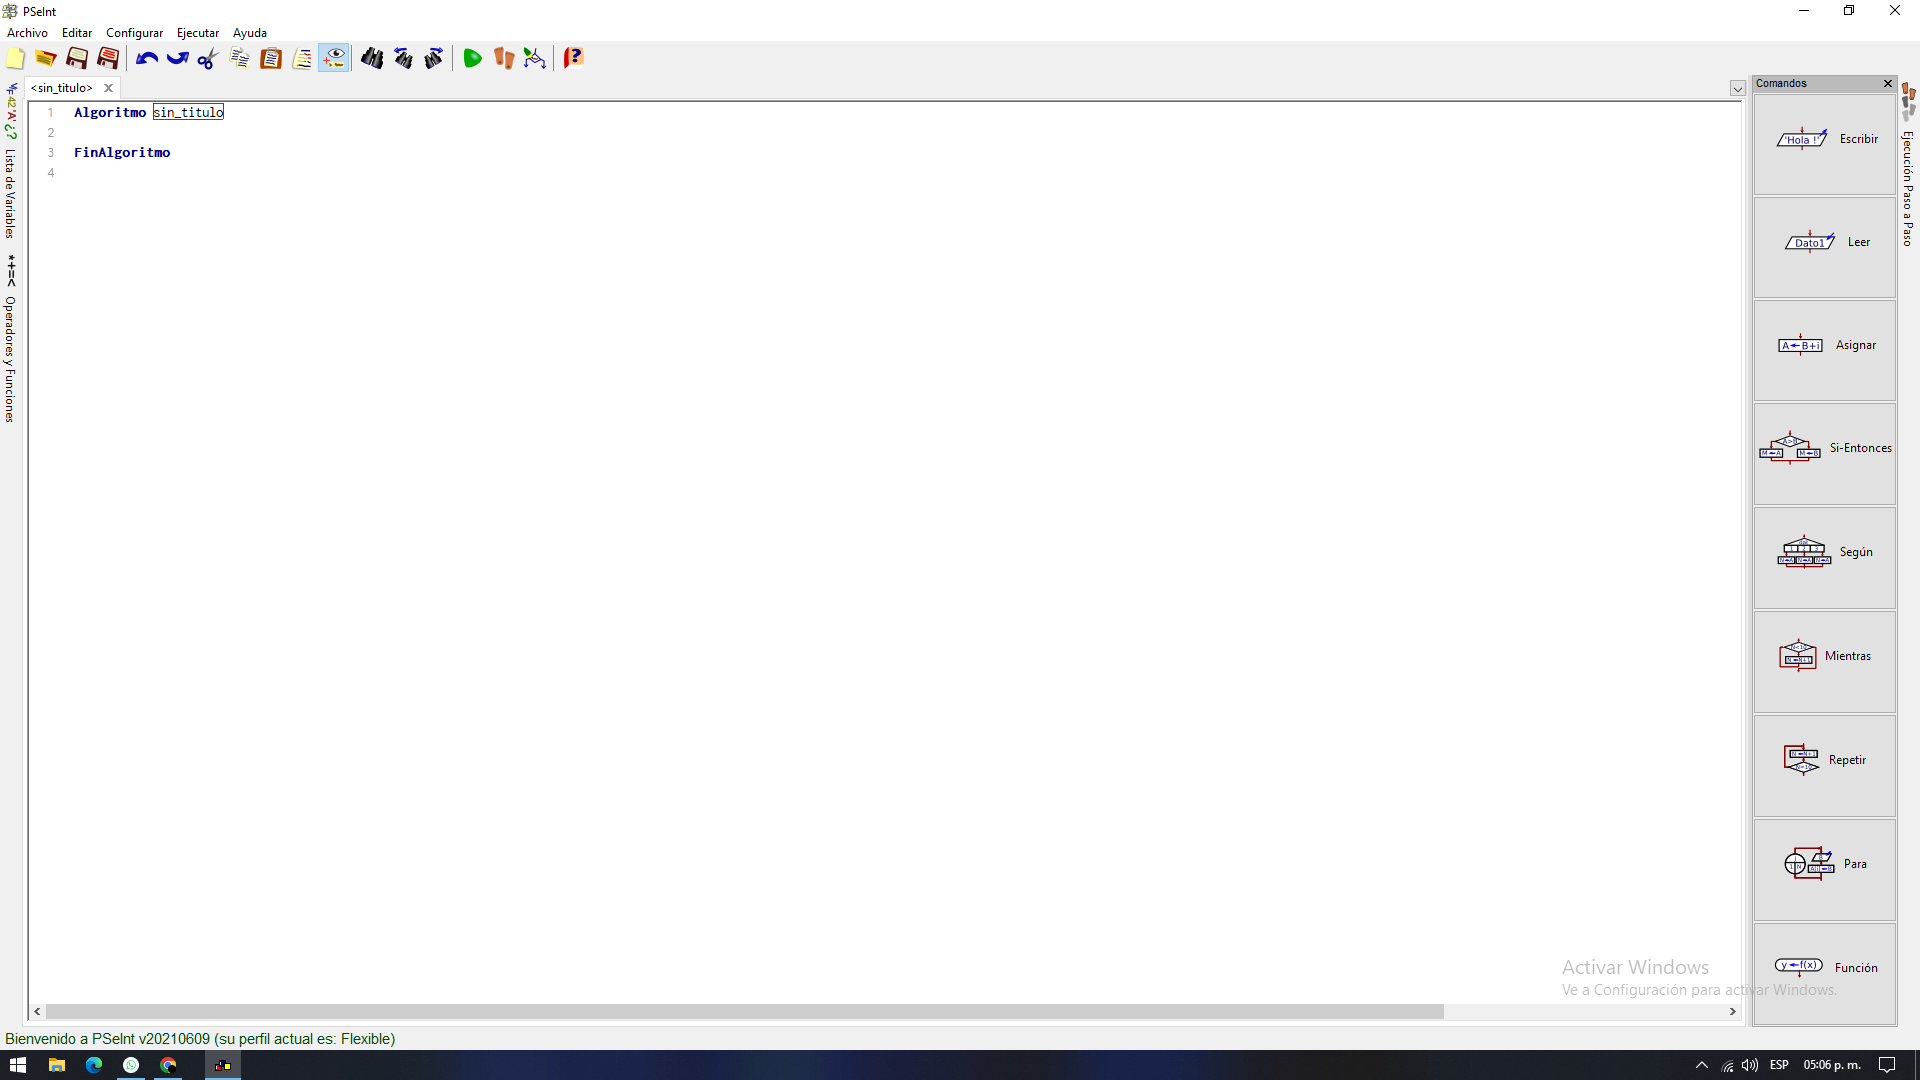 PSeInt
Archivo Editar Configurar Ejecutar Ayuda
<sin_titulo>
1 Algoritmo sin_titulo
2
3 FinAlgoritmo
4
*+=<
Lista de Variables
Operadores y Funciones
Comandos
'Hola !' Escribir
Dato1 Leer
A B+i Asignar
A>B Si-Entonces
Según
Mientras
Repetir
Para
y f(x) Función
Ejecución Paso a Paso
Activar Windows
Ve a Configuración para activar Windows.
Bienvenido a PSeInt v20210609 (su perfil actual es: Flexible)
ESP 05:06 p. m.